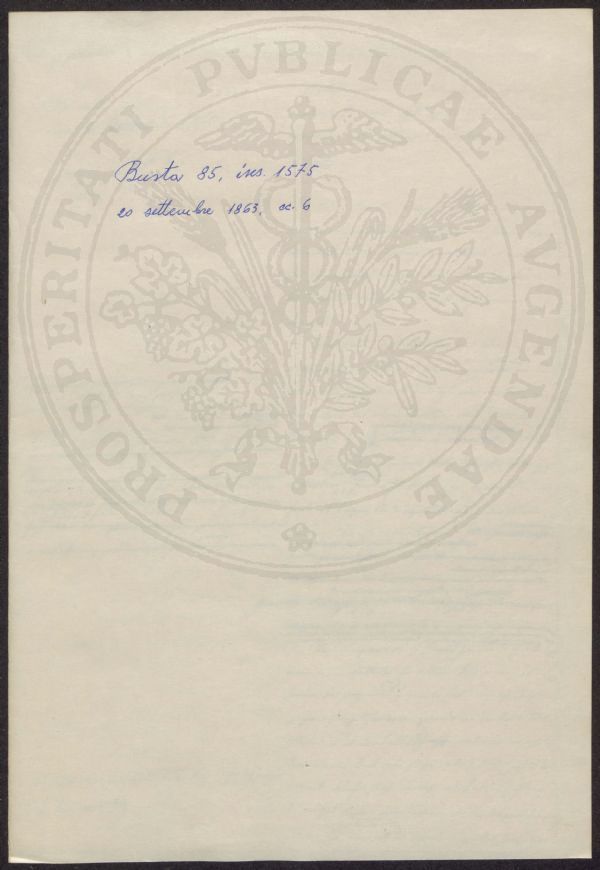 Busta 85, ins. 1575
20 settembre 1863, cc. 6
PROSPERITATI PVBLICAE AVGENDAE